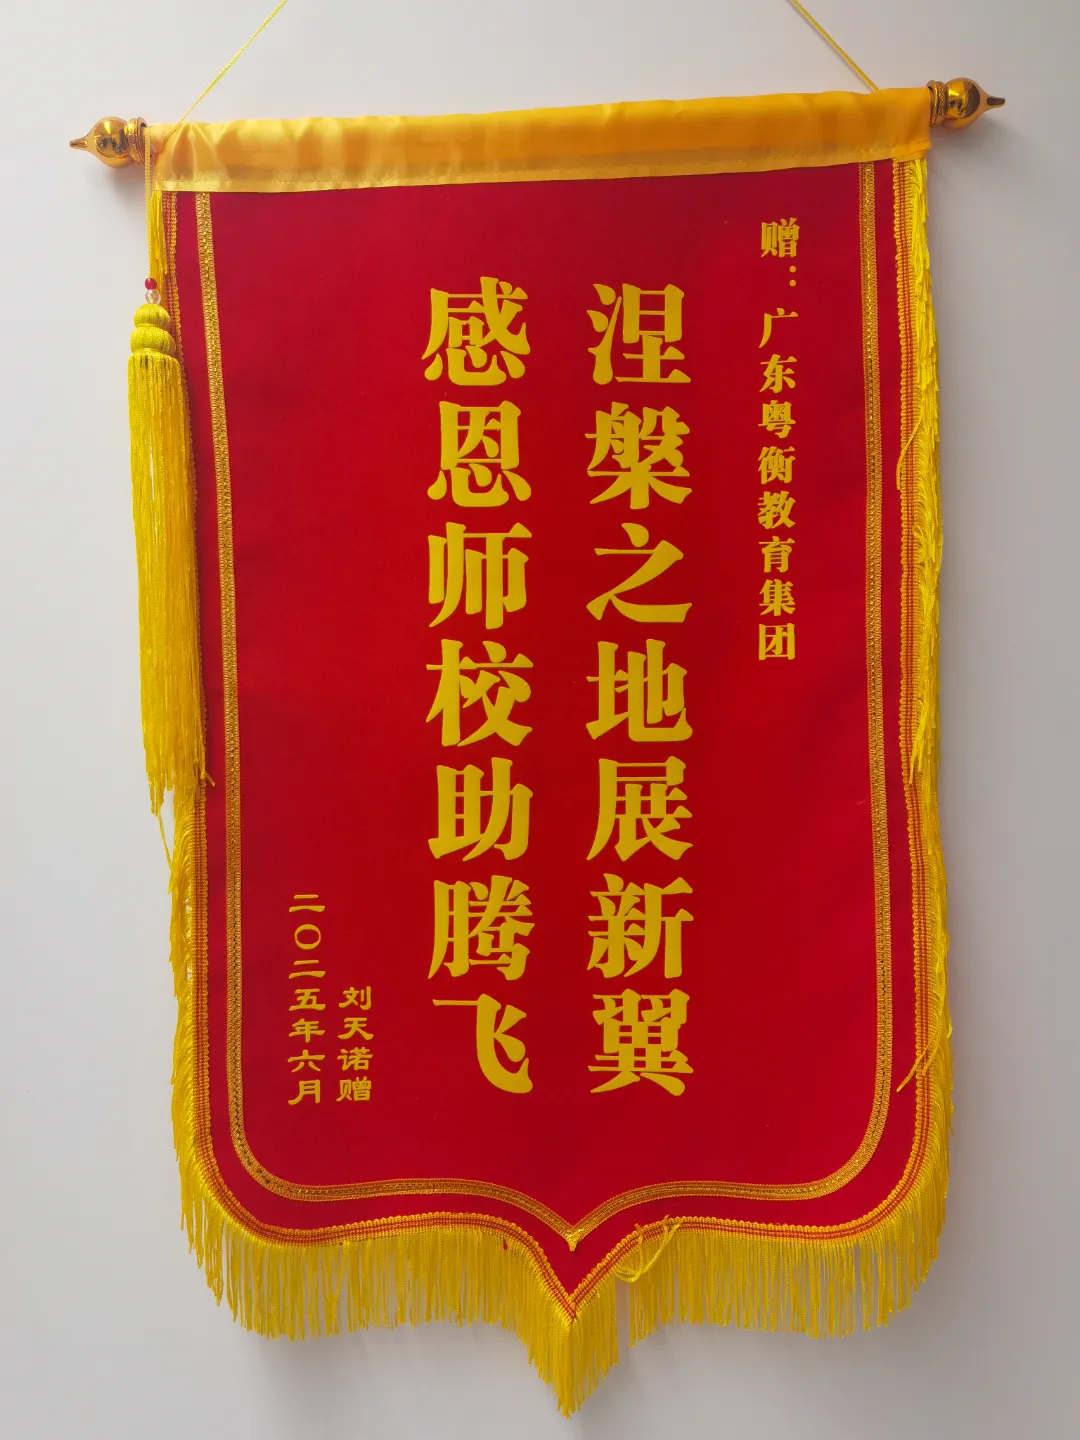 赠：广东粤衡教育集团
涅槃之地展新翼
感恩师校助腾飞
刘天诺赠
二〇二五年六月